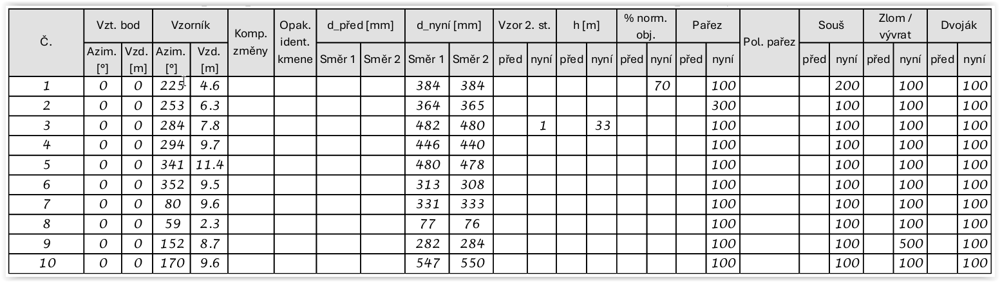 Č. Vzt. bod Vzorník Komp. změny Opak. ident. kmene d_před [mm] d_nyní [mm] Vzor 2. st. h [m] % norm. obj. Pařez Pol. pařez Souš Zlom / vývrat Dvoják
Azim. [°] Vzd. [m] Azim. [°] Vzd. [m] Směr 1 Směr 2 Směr 1 Směr 2 před nyní před nyní před nyní před nyní před nyní před nyní před nyní
1 0 0 225 4.6 384 384 70 100 200 100 100
2 0 0 253 6.3 364 365 300 100 100 100
3 0 0 284 7.8 482 480 1 33 100 100 100 100
4 0 0 294 9.7 446 440 100 100 100 100
5 0 0 341 11.4 480 478 100 100 100 100
6 0 0 352 9.5 313 308 100 100 100 100
7 0 0 80 9.6 331 333 100 100 100 100
8 0 0 59 2.3 77 76 100 100 100 100
9 0 0 152 8.7 282 284 100 100 500 100
10 0 0 170 9.6 547 550 100 100 100 100